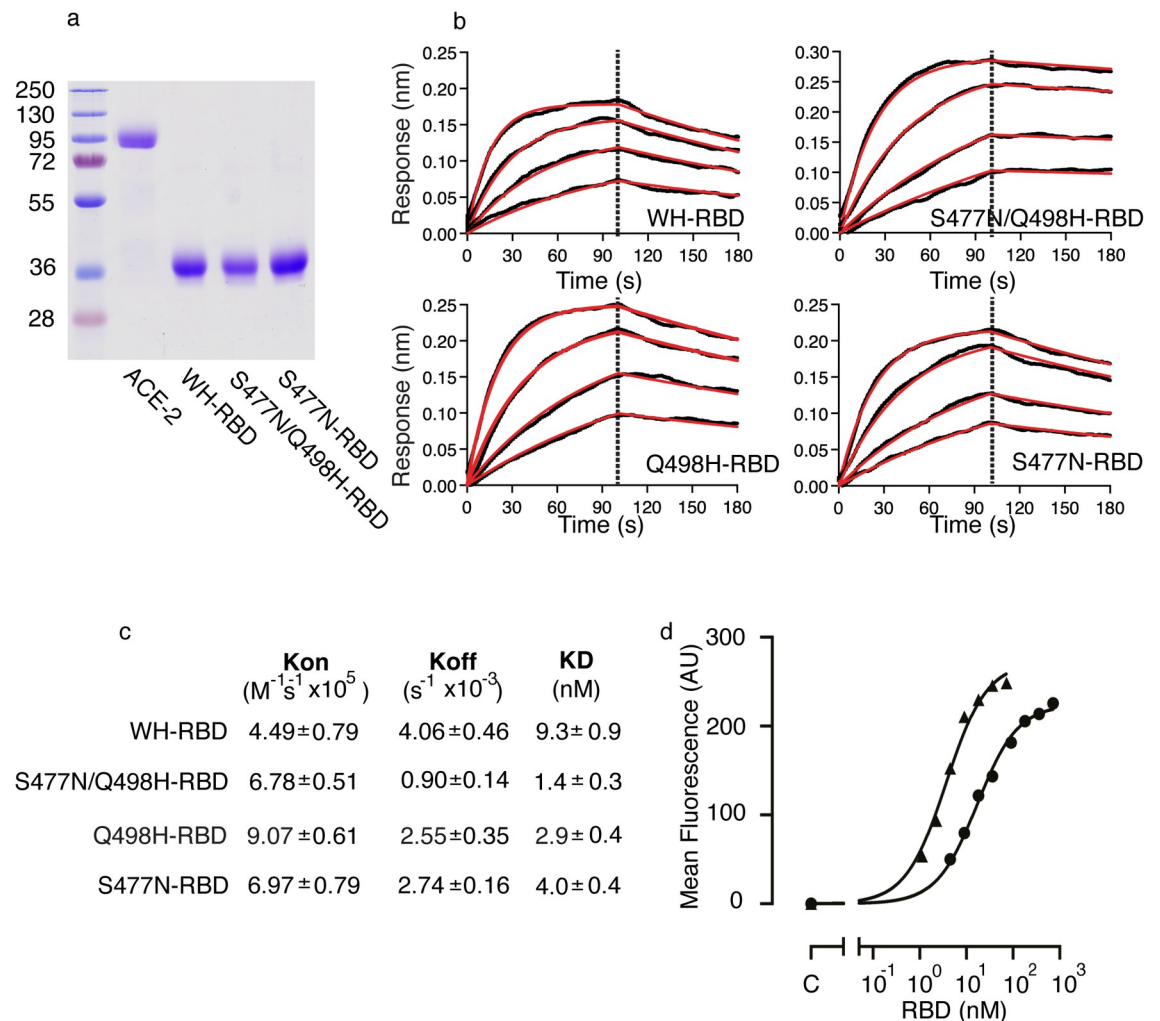 a
250
130
95
72
55
36
28
ACE-2
WH-RBD
S477N/Q498H-RBD
S477N-RBD
b
Response (nm)
0.25
0.20
0.15
0.10
0.05
0.00
0 30 60 90 120 150 180
Time (s)
WH-RBD
0.30
0.25
0.20
0.15
0.10
0.05
0.00
0 30 60 90 120 150 180
Time (s)
S477N/Q498H-RBD
Response (nm)
0.25
0.20
0.15
0.10
0.05
0.00
0 30 60 90 120 150 180
Time (s)
Q498H-RBD
0.25
0.20
0.15
0.10
0.05
0.00
0 30 60 90 120 150 180
Time (s)
S477N-RBD
c
Kon Koff KD
(M⁻¹s⁻¹ x10⁵ ) (s⁻¹ x10⁻³) (nM)
WH-RBD 4.49±0.79 4.06±0.46 9.3±0.9
S477N/Q498H-RBD 6.78±0.51 0.90±0.14 1.4±0.3
Q498H-RBD 9.07±0.61 2.55±0.35 2.9±0.4
S477N-RBD 6.97±0.79 2.74±0.16 4.0±0.4
d
Mean Fluorescence (AU)
300
200
100
0
C 10⁻¹ 10⁰ 10¹ 10² 10³
RBD (nM)